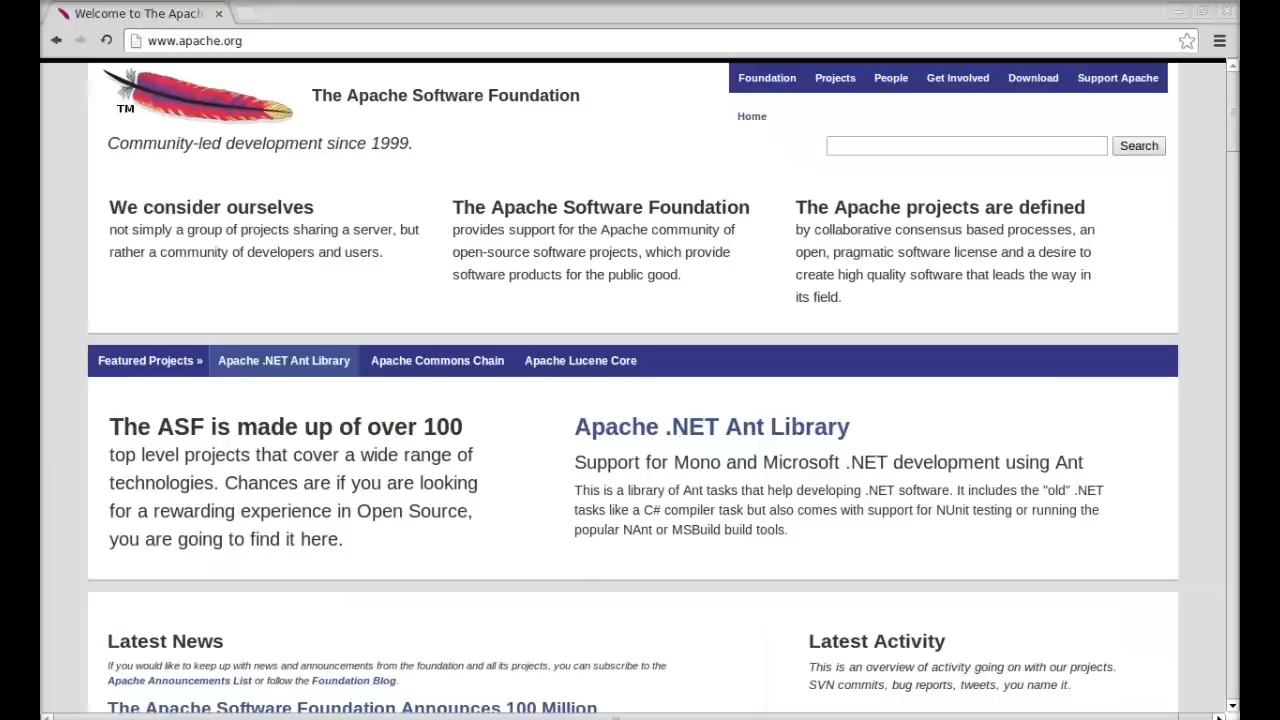 Welcome to The Apach
www.apache.org
Foundation Projects People Get Involved Download Support Apache
TM
The Apache Software Foundation
Home
Community-led development since 1999.
Search
We consider ourselves
not simply a group of projects sharing a server, but
rather a community of developers and users.
The Apache Software Foundation
provides support for the Apache community of
open-source software projects, which provide
software products for the public good.
The Apache projects are defined
by collaborative consensus based processes, an
open, pragmatic software license and a desire to
create high quality software that leads the way in
its field.
Featured Projects » Apache .NET Ant Library Apache Commons Chain Apache Lucene Core
The ASF is made up of over 100
top level projects that cover a wide range of
technologies. Chances are if you are looking
for a rewarding experience in Open Source,
you are going to find it here.
Apache .NET Ant Library
Support for Mono and Microsoft .NET development using Ant
This is a library of Ant tasks that help developing .NET software. It includes the "old" .NET
tasks like a C# compiler task but also comes with support for NUnit testing or running the
popular NAnt or MSBuild build tools.
Latest News
If you would like to keep up with news and announcements from the foundation and all its projects, you can subscribe to the
Apache Announcements List or follow the Foundation Blog.
The Apache Software Foundation Announces 100 Million
Latest Activity
This is an overview of activity going on with our projects.
SVN commits, bug reports, tweets, you name it.